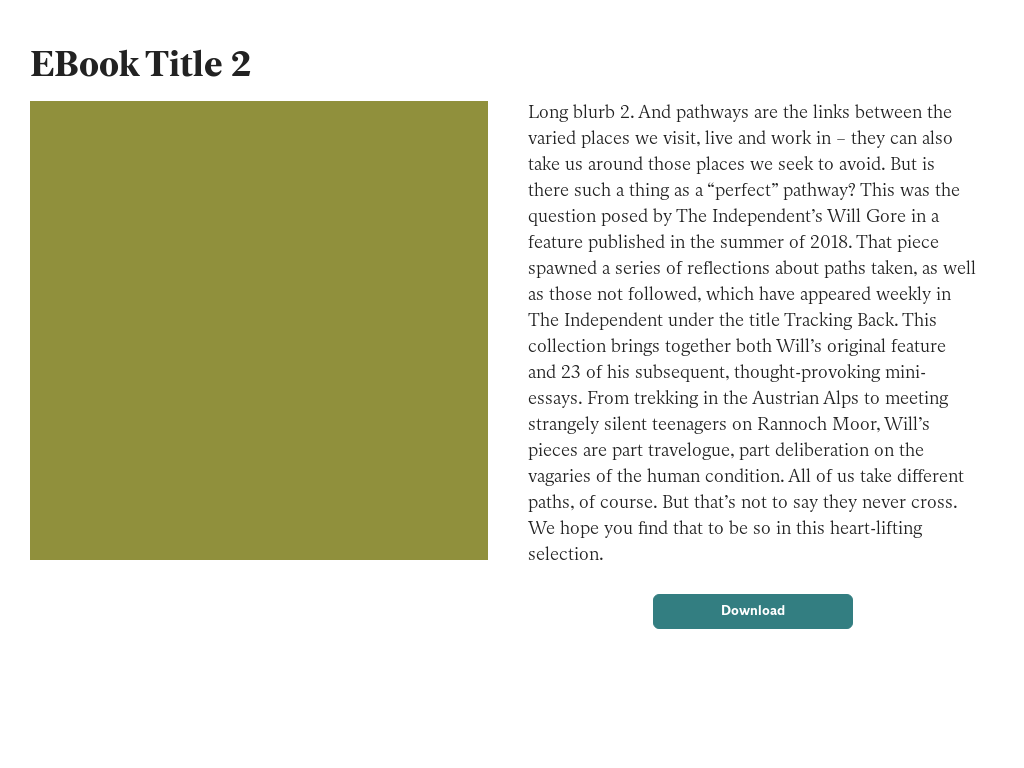 EBook Title 2
Long blurb 2. And pathways are the links between the
varied places we visit, live and work in – they can also
take us around those places we seek to avoid. But is
there such a thing as a “perfect” pathway? This was the
question posed by The Independent’s Will Gore in a
feature published in the summer of 2018. That piece
spawned a series of reflections about paths taken, as well
as those not followed, which have appeared weekly in
The Independent under the title Tracking Back. This
collection brings together both Will’s original feature
and 23 of his subsequent, thought-provoking mini-
essays. From trekking in the Austrian Alps to meeting
strangely silent teenagers on Rannoch Moor, Will’s
pieces are part travelogue, part deliberation on the
vagaries of the human condition. All of us take different
paths, of course. But that’s not to say they never cross.
We hope you find that to be so in this heart-lifting
selection.
Download